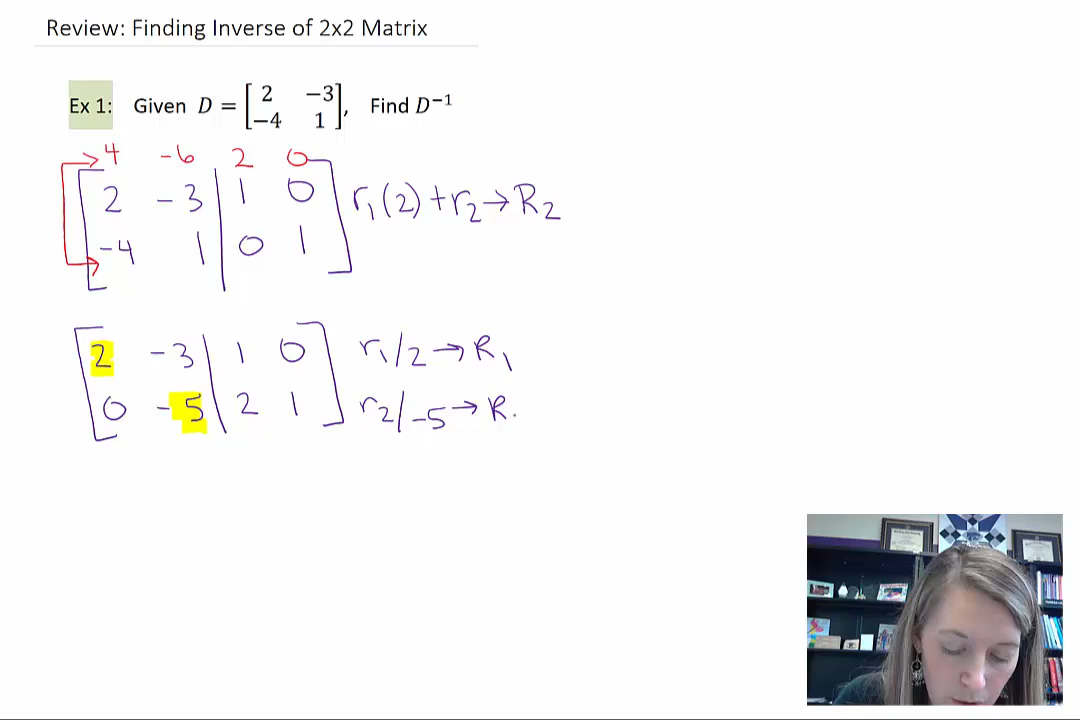 Review: Finding Inverse of 2x2 Matrix
Ex 1: Given D = [2 −3; −4 1], Find D⁻¹
4 -6 2 0
2 -3 | 1 0 r₁(2)+r₂→R₂
-4 1 | 0 1
2 -3 | 1 0 r₁/2→R₁
0 -5 | 2 1 r₂/-5→R.